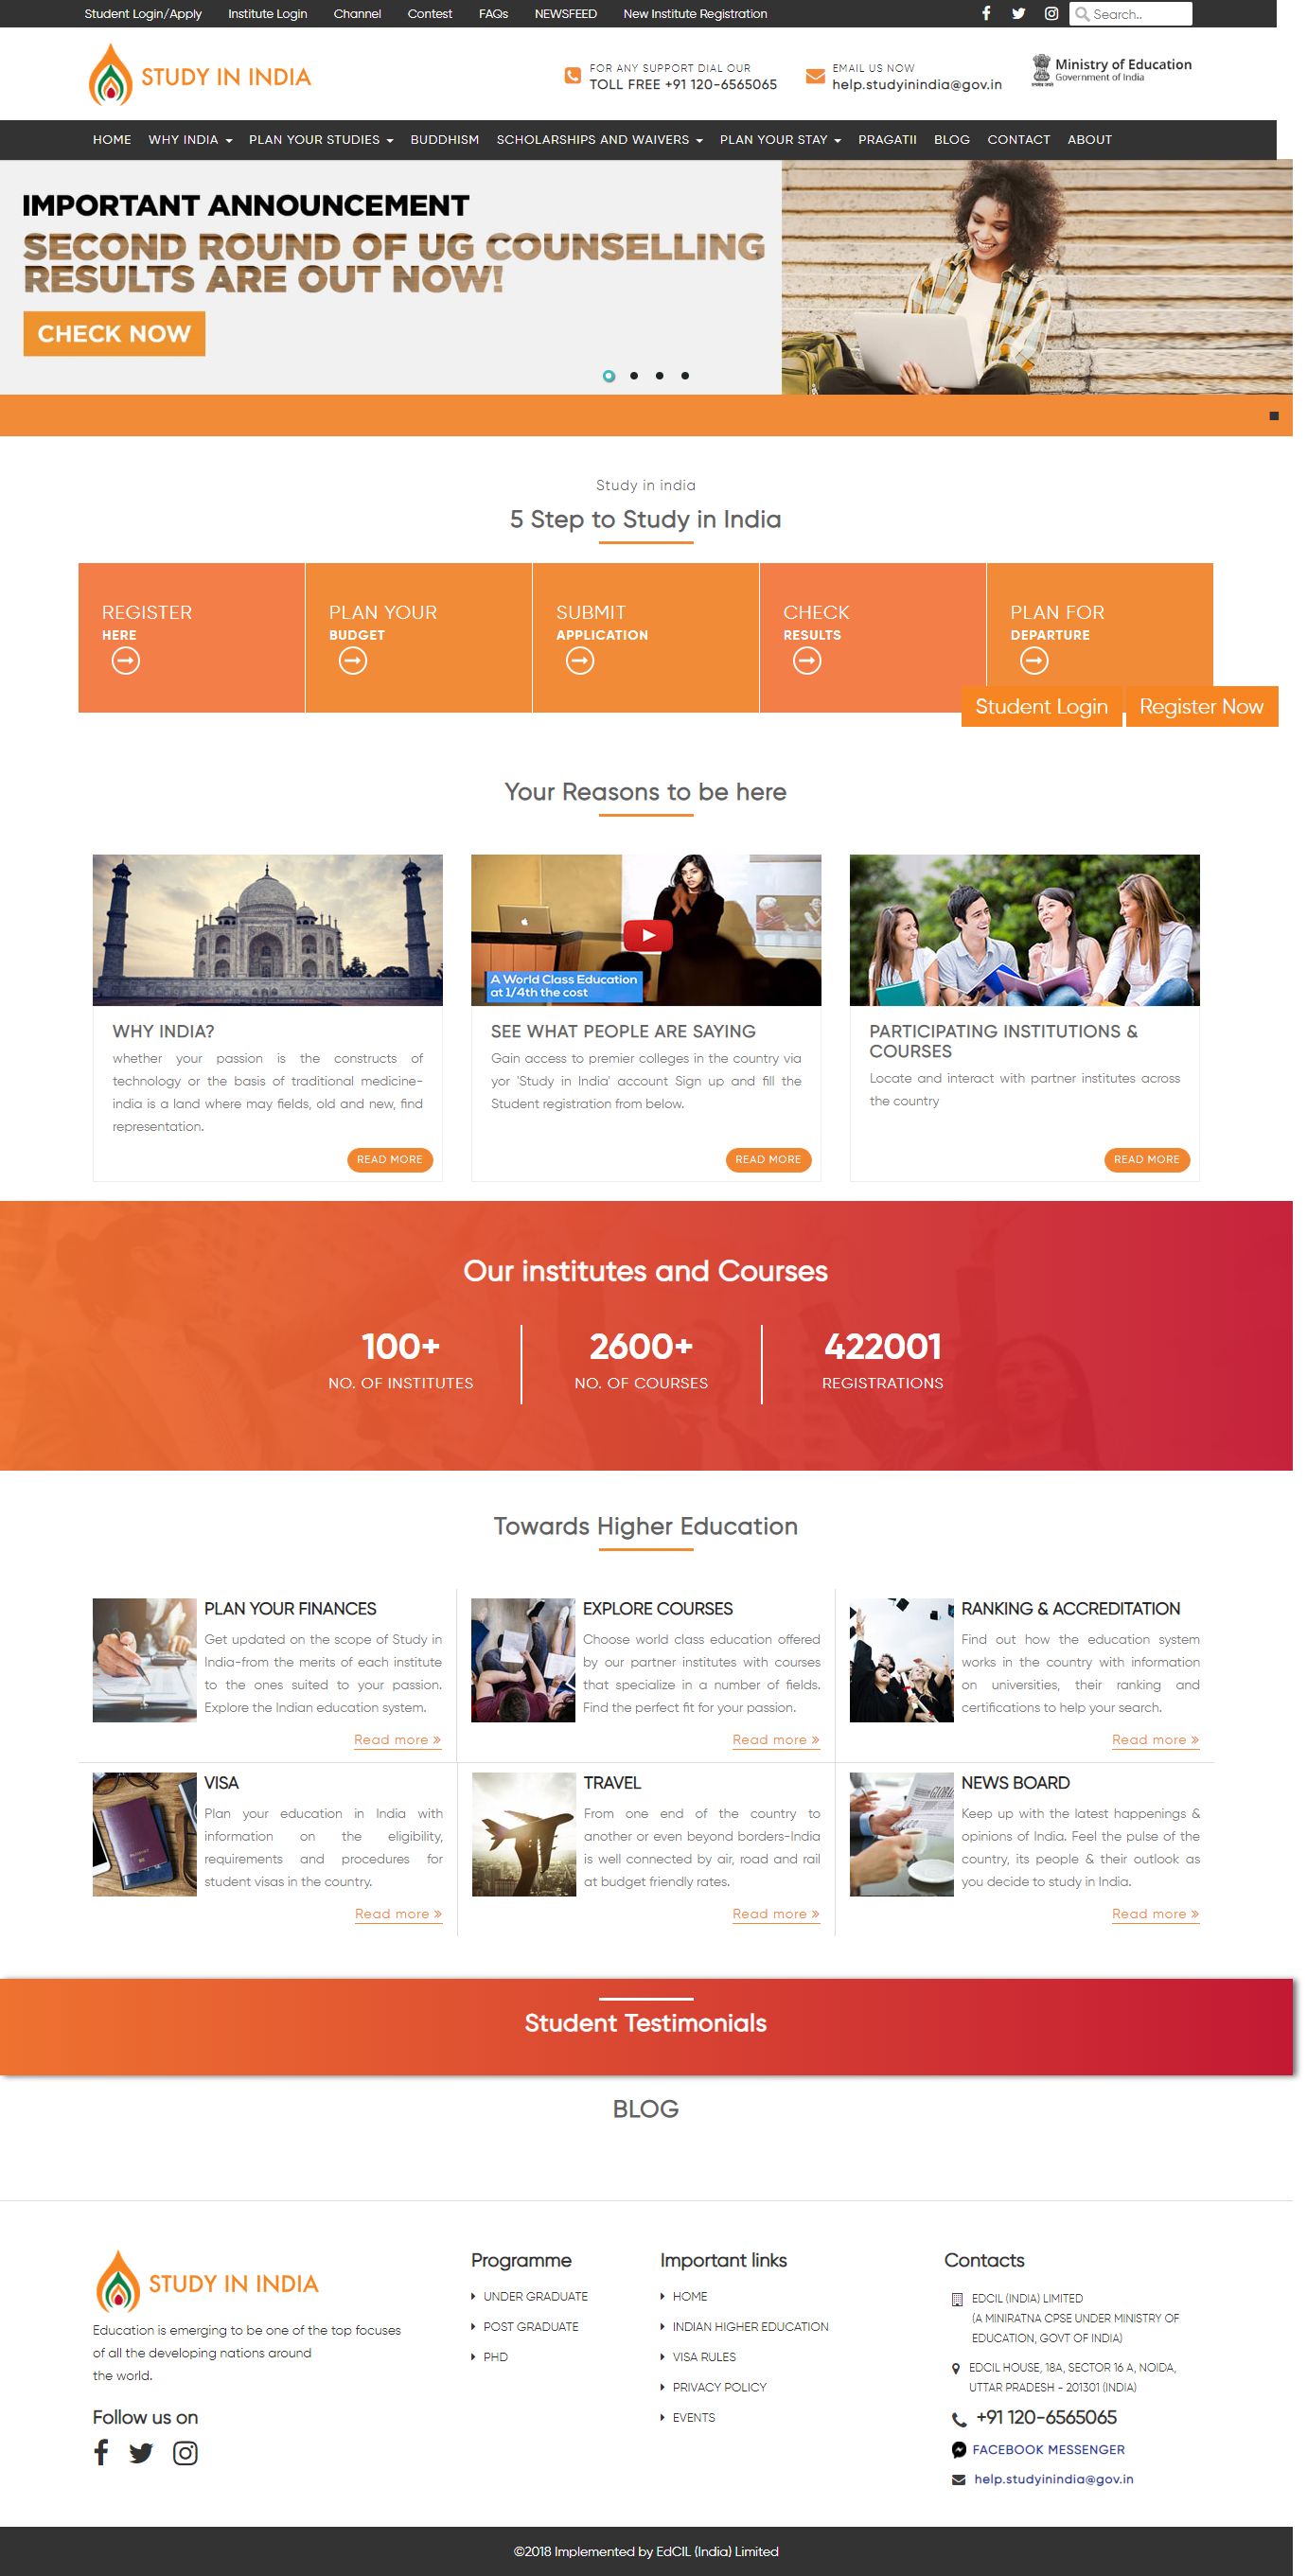 Student Login/Apply Institute Login Channel Contest FAQs NEWSFEED New Institute Registration Search..
STUDY IN INDIA
FOR ANY SUPPORT DIAL OUR
TOLL FREE +91 120-6565065
EMAIL US NOW
help.studyinindia@gov.in
Ministry of Education
Government of India
HOME WHY INDIA PLAN YOUR STUDIES BUDDHISM SCHOLARSHIPS AND WAIVERS PLAN YOUR STAY PRAGATII BLOG CONTACT ABOUT
IMPORTANT ANNOUNCEMENT
SECOND ROUND OF UG COUNSELLING
RESULTS ARE OUT NOW!
CHECK NOW
Study in india
5 Step to Study in India
REGISTER
HERE
PLAN YOUR
BUDGET
SUBMIT
APPLICATION
CHECK
RESULTS
PLAN FOR
DEPARTURE
Student Login
Register Now
Your Reasons to be here
A World Class Education
at 1/4th the cost
WHY INDIA?
whether your passion is the constructs of
technology or the basis of traditional medicine-
india is a land where may fields, old and new, find
representation.
READ MORE
SEE WHAT PEOPLE ARE SAYING
Gain access to premier colleges in the country via
yor 'Study in India' account Sign up and fill the
Student registration from below.
READ MORE
PARTICIPATING INSTITUTIONS &
COURSES
Locate and interact with partner institutes across
the country
READ MORE
Our institutes and Courses
100+
NO. OF INSTITUTES
2600+
NO. OF COURSES
422001
REGISTRATIONS
Towards Higher Education
PLAN YOUR FINANCES
Get updated on the scope of Study in
India-from the merits of each institute
to the ones suited to your passion.
Explore the Indian education system.
Read more »
EXPLORE COURSES
Choose world class education offered
by our partner institutes with courses
that specialize in a number of fields.
Find the perfect fit for your passion.
Read more »
RANKING & ACCREDITATION
Find out how the education system
works in the country with information
on universities, their ranking and
certifications to help your search.
Read more »
VISA
Plan your education in India with
information on the eligibility,
requirements and procedures for
student visas in the country.
Read more »
TRAVEL
From one end of the country to
another or even beyond borders-India
is well connected by air, road and rail
at budget friendly rates.
Read more »
NEWS BOARD
Keep up with the latest happenings &
opinions of India. Feel the pulse of the
country, its people & their outlook as
you decide to study in India.
Read more »
Student Testimonials
BLOG
STUDY IN INDIA
Education is emerging to be one of the top focuses
of all the developing nations around
the world.
Follow us on
Programme
UNDER GRADUATE
POST GRADUATE
PHD
Important links
HOME
INDIAN HIGHER EDUCATION
VISA RULES
PRIVACY POLICY
EVENTS
Contacts
EDCIL (INDIA) LIMITED
(A MINIRATNA CPSE UNDER MINISTRY OF
EDUCATION, GOVT OF INDIA)
EDCIL HOUSE, 18A, SECTOR 16 A, NOIDA,
UTTAR PRADESH - 201301 (INDIA)
+91 120-6565065
FACEBOOK MESSENGER
help.studyinindia@gov.in
©2018 Implemented by EdCIL (India) Limited